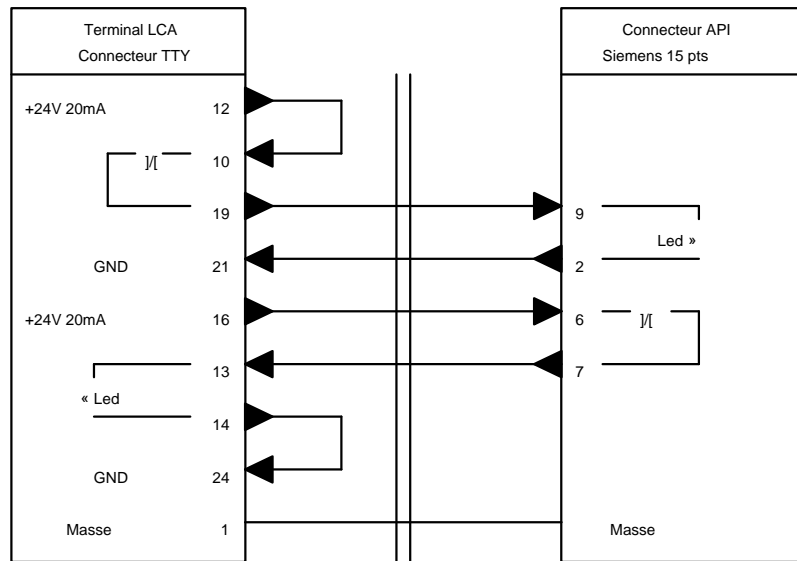 Terminal LCA
Connecteur TTY
Connecteur API
Siemens 15 pts
+24V 20mA 12
]/[ 10
19 9
Led »
GND 21 2
+24V 20mA 16 6 ]/[
13 7
« Led
14
GND 24
Masse 1 Masse